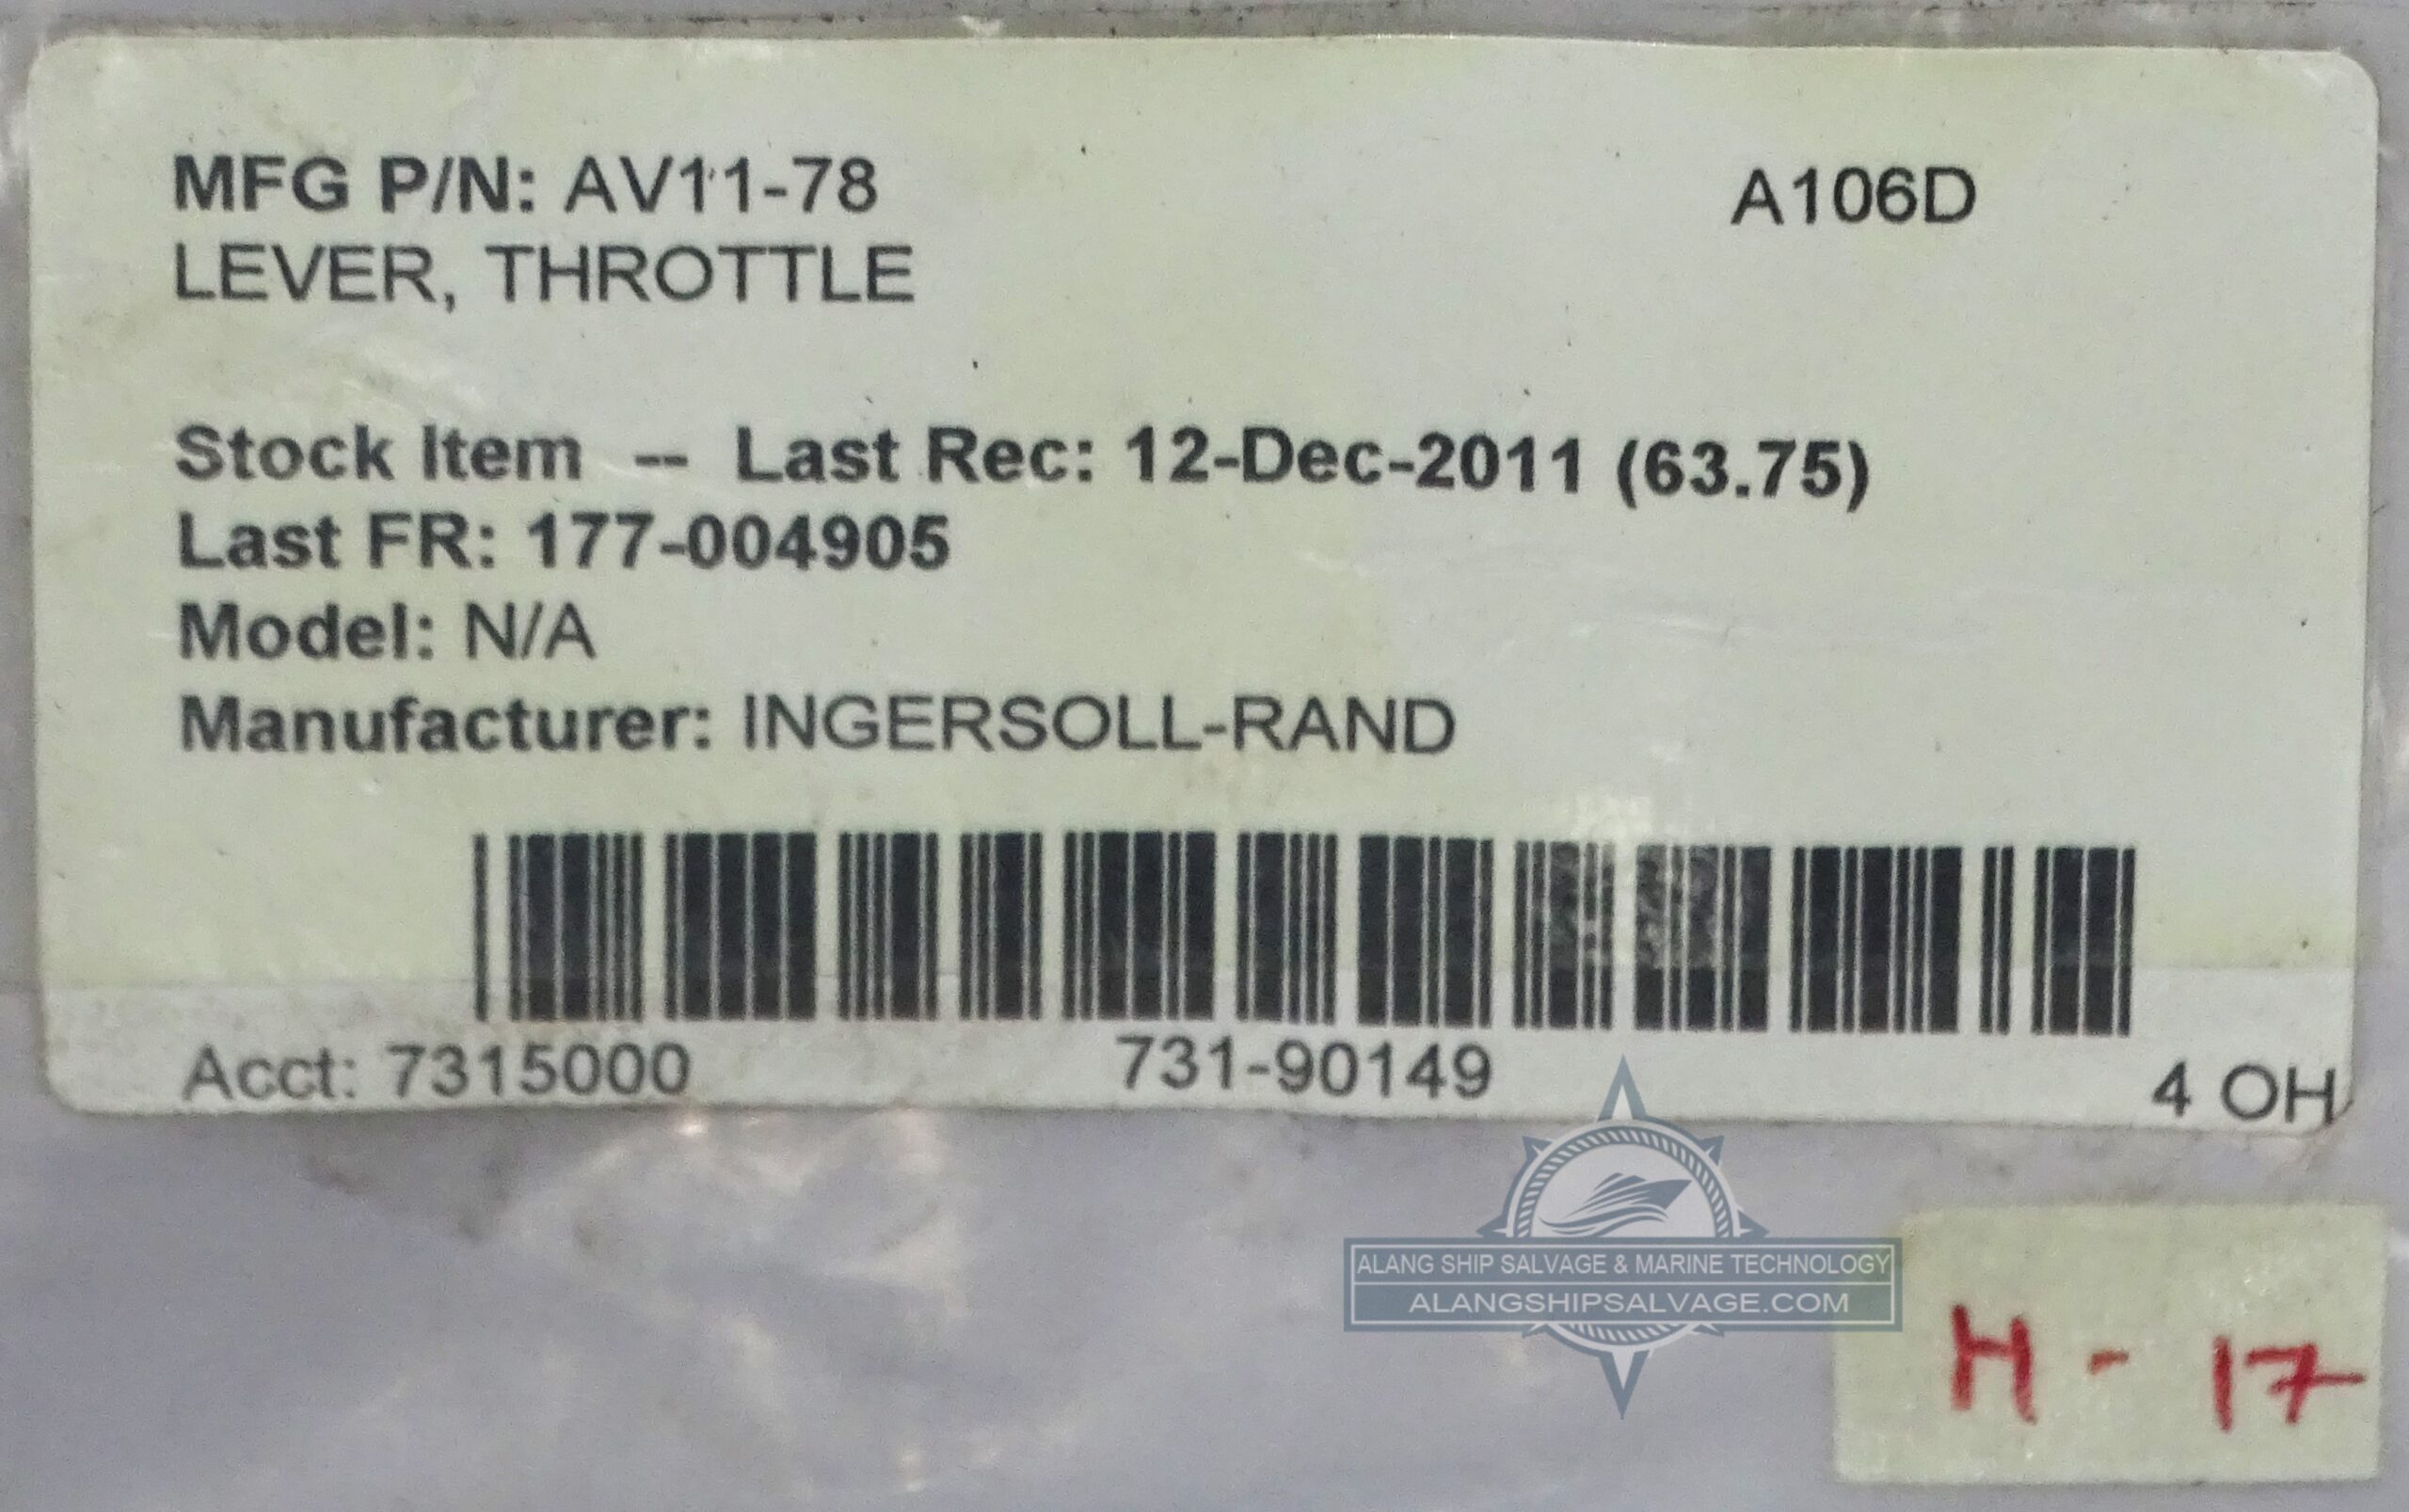 MFG P/N: AV11-78 A106D
LEVER, THROTTLE
Stock Item -- Last Rec: 12-Dec-2011 (63.75)
Last FR: 177-004905
Model: N/A
Manufacturer: INGERSOLL-RAND
Acct: 7315000 731-90149 4 OH
ALANG SHIP SALVAGE & MARINE TECHNOLOGY
ALANGSHIPSALVAGE.COM
H - 17